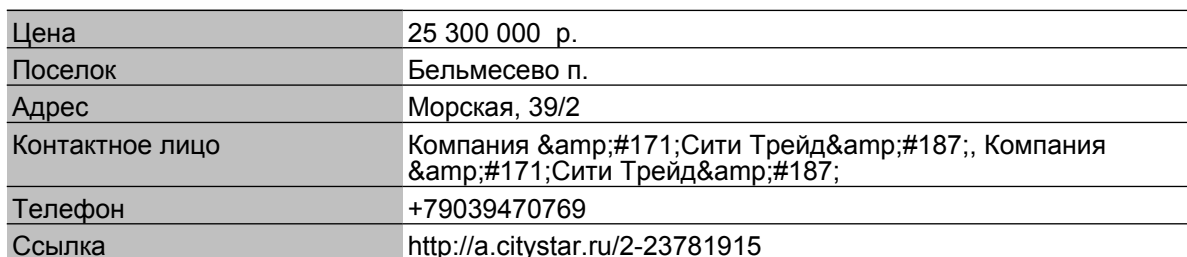 Цена 25 300 000 р.
Поселок Бельмесево п.
Адрес Морская, 39/2
Контактное лицо Компания &amp;#171;Сити Трейд&amp;#187;, Компания
&amp;#171;Сити Трейд&amp;#187;
Телефон +79039470769
Ссылка http://a.citystar.ru/2-23781915